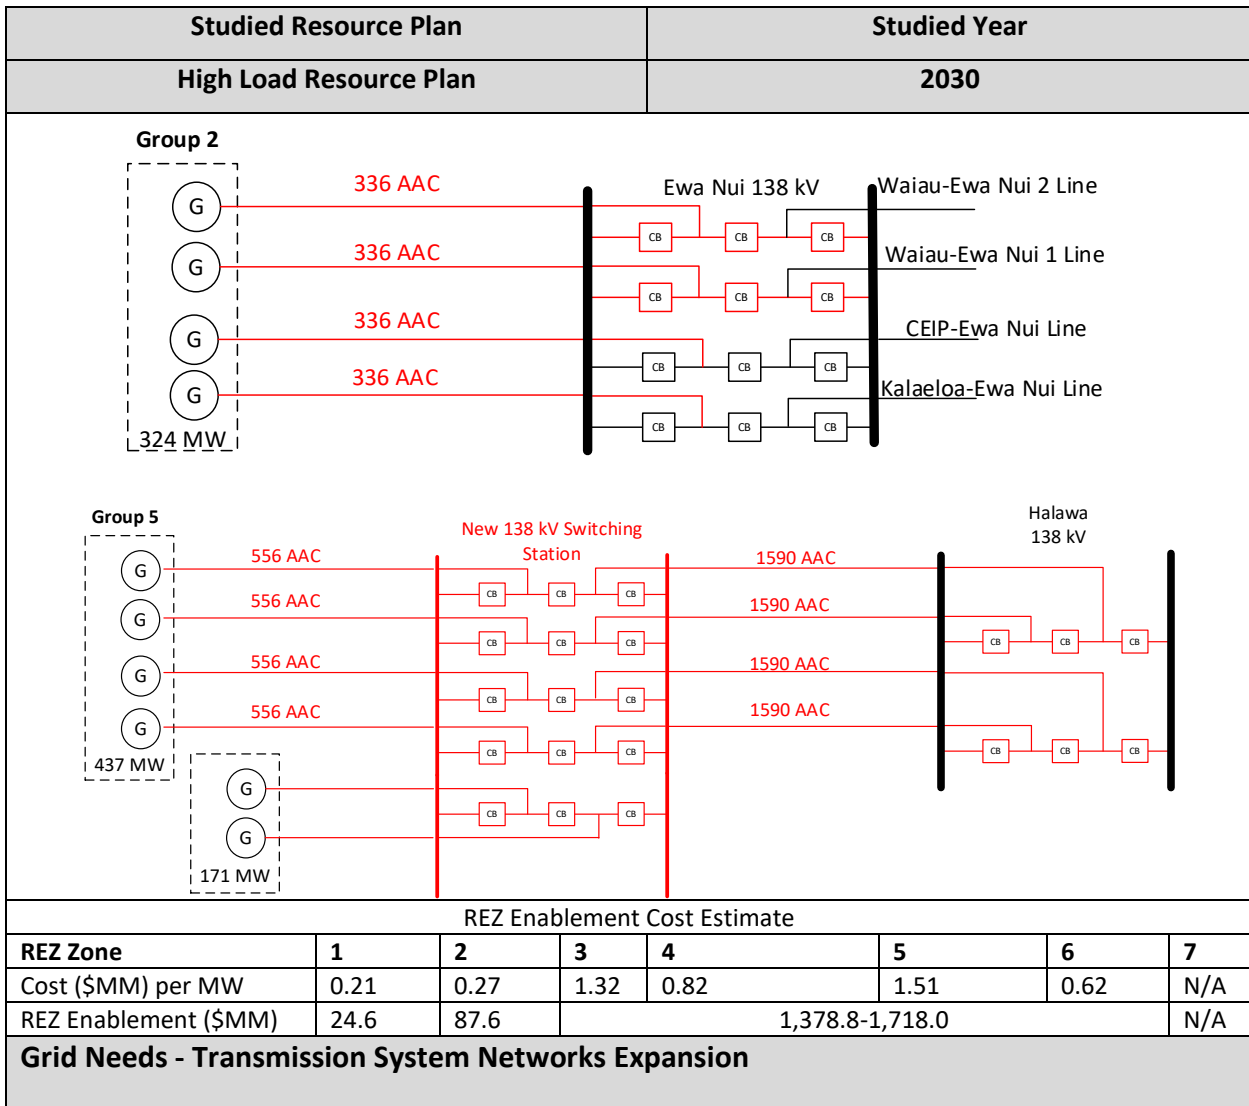 Studied Resource Plan Studied Year
High Load Resource Plan 2030
Group 2
G 336 AAC Ewa Nui 138 kV Waiau-Ewa Nui 2 Line
CB CB CB
G 336 AAC Waiau-Ewa Nui 1 Line
CB CB CB
G 336 AAC CEIP-Ewa Nui Line
CB CB CB
G 336 AAC Kalaeloa-Ewa Nui Line
CB CB CB
324 MW
Group 5
New 138 kV Switching
Station
Halawa
138 kV
G 556 AAC 1590 AAC
CB CB CB
G 556 AAC 1590 AAC
CB CB CB CB CB CB
G 556 AAC 1590 AAC
CB CB CB
G 556 AAC 1590 AAC
CB CB CB CB CB CB
437 MW
G
CB CB CB
G
171 MW
REZ Enablement Cost Estimate
REZ Zone 1 2 3 4 5 6 7
Cost ($MM) per MW 0.21 0.27 1.32 0.82 1.51 0.62 N/A
REZ Enablement ($MM) 24.6 87.6 1,378.8-1,718.0 N/A
Grid Needs - Transmission System Networks Expansion